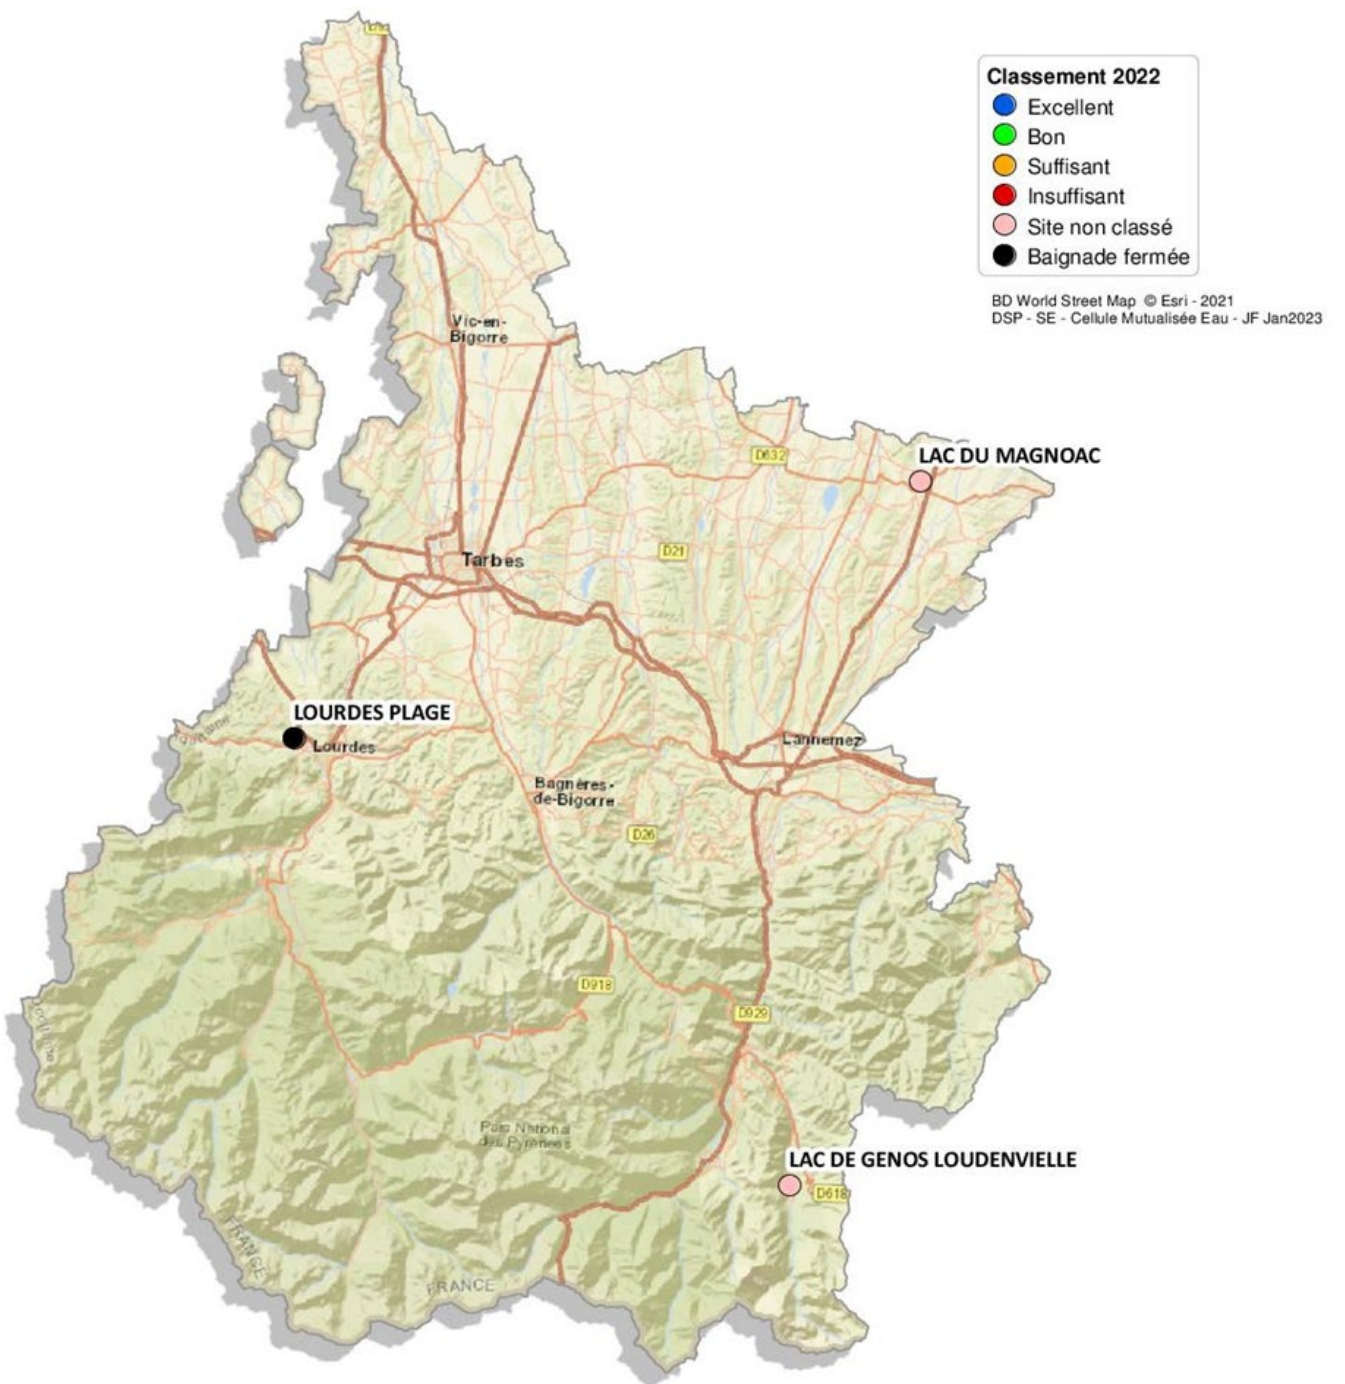 Classement 2022
Excellent
Bon
Suffisant
Insuffisant
Site non classé
Baignade fermée
BD World Street Map © Esri - 2021
DSP - SE - Cellule Mutualisée Eau - JF Jan2023
Vic-en-
Bigorre
LAC DU MAGNOAC
D632
D21
Tarbes
LOURDES PLAGE
Lourdes
Lannemez
Bagnères-
de-Bigorre
D26
D918
D929
Parc National
des Pyrénées
LAC DE GENOS LOUDENVIELLE
D618
FRANCE
FRANCE